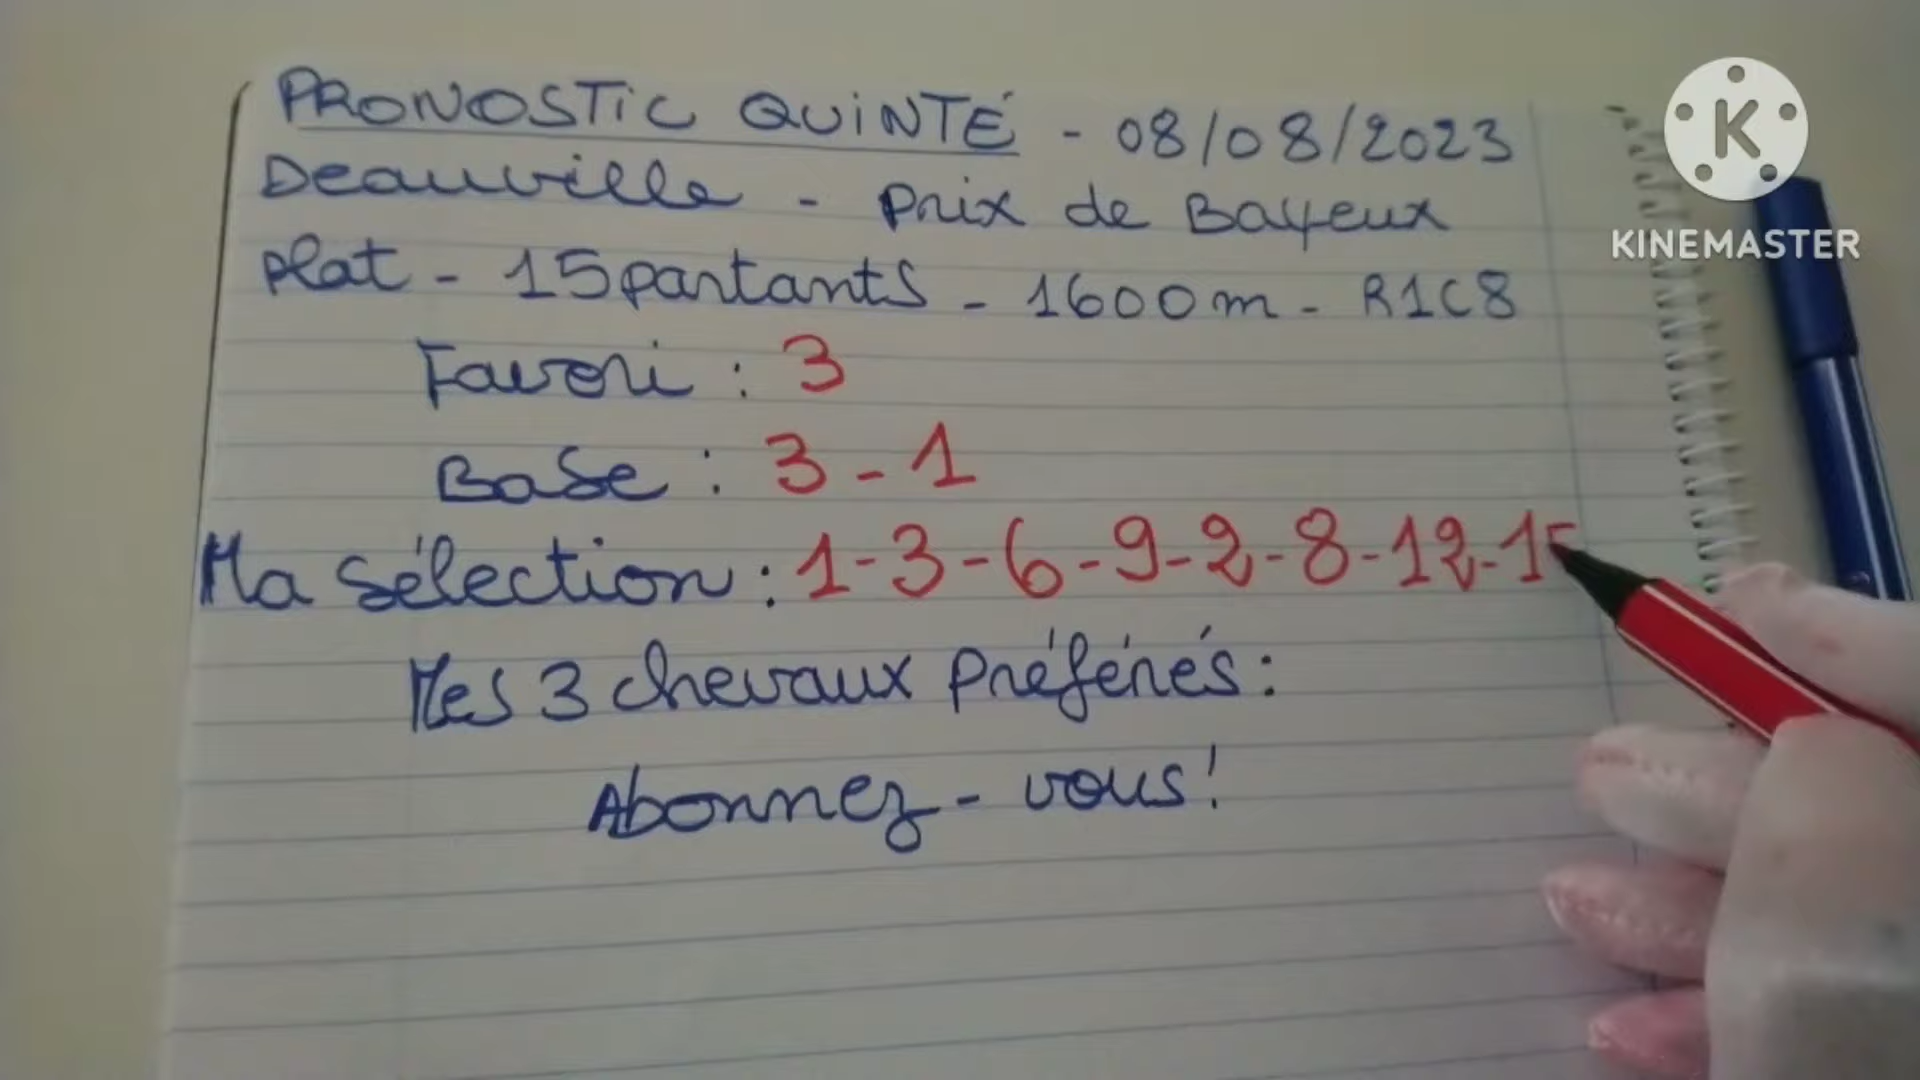 PRONOSTIC QUINTÉ - 08/08/2023
Deauville - Prix de Bayeux
Plat - 15 partants - 1600m - R1C8
Favori : 3
Base : 3 - 1
Ma Sélection : 1-3-6-9-2-8-12-15
Mes 3 chevaux Préférés :
Abonnez-vous !
K
KINEMASTER